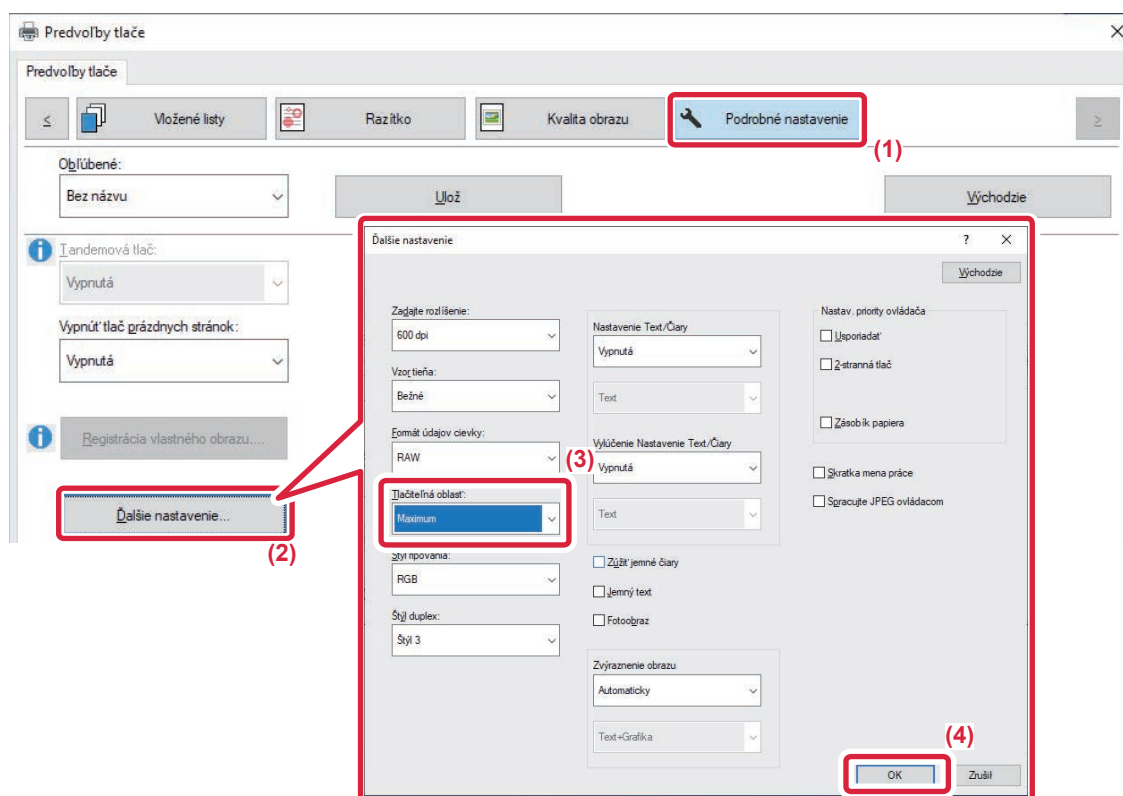 Predvoľby tlače
Predvoľby tlače
<
Vložené listy
Razítko
Kvalita obrazu
Podrobné nastavenie
>
(1)
Obľúbené:
Bez názvu
Ulož
Východzie
Tandemová tlač:
Vypnutá
Vypnúť tlač prázdnych stránok:
Vypnutá
Registrácia vlastného obrazu....
Ďalšie nastavenie...
(2)
Ďalšie nastavenie
?
Východzie
Zadajte rozlíšenie:
600 dpi
Vzor tieňa:
Bežné
Formát údajov cievky:
RAW
(3)
Tlačiteľná oblasť:
Maximum
Štýl ripovania:
RGB
Štýl duplex:
Štýl 3
Nastavenie Text/Čiary
Vypnutá
Text
Vylúčenie Nastavenie Text/Čiary
Vypnutá
Text
Zúžiť jemné čiary
Jemný text
Fotoobraz
Zvýraznenie obrazu
Automaticky
Text+Grafika
Nastav. priority ovládača
Usporiadať
2-stranná tlač
Zásobík papiera
Skratka mena práce
Spracujte JPEG ovládacom
(4)
OK
Zrušiť